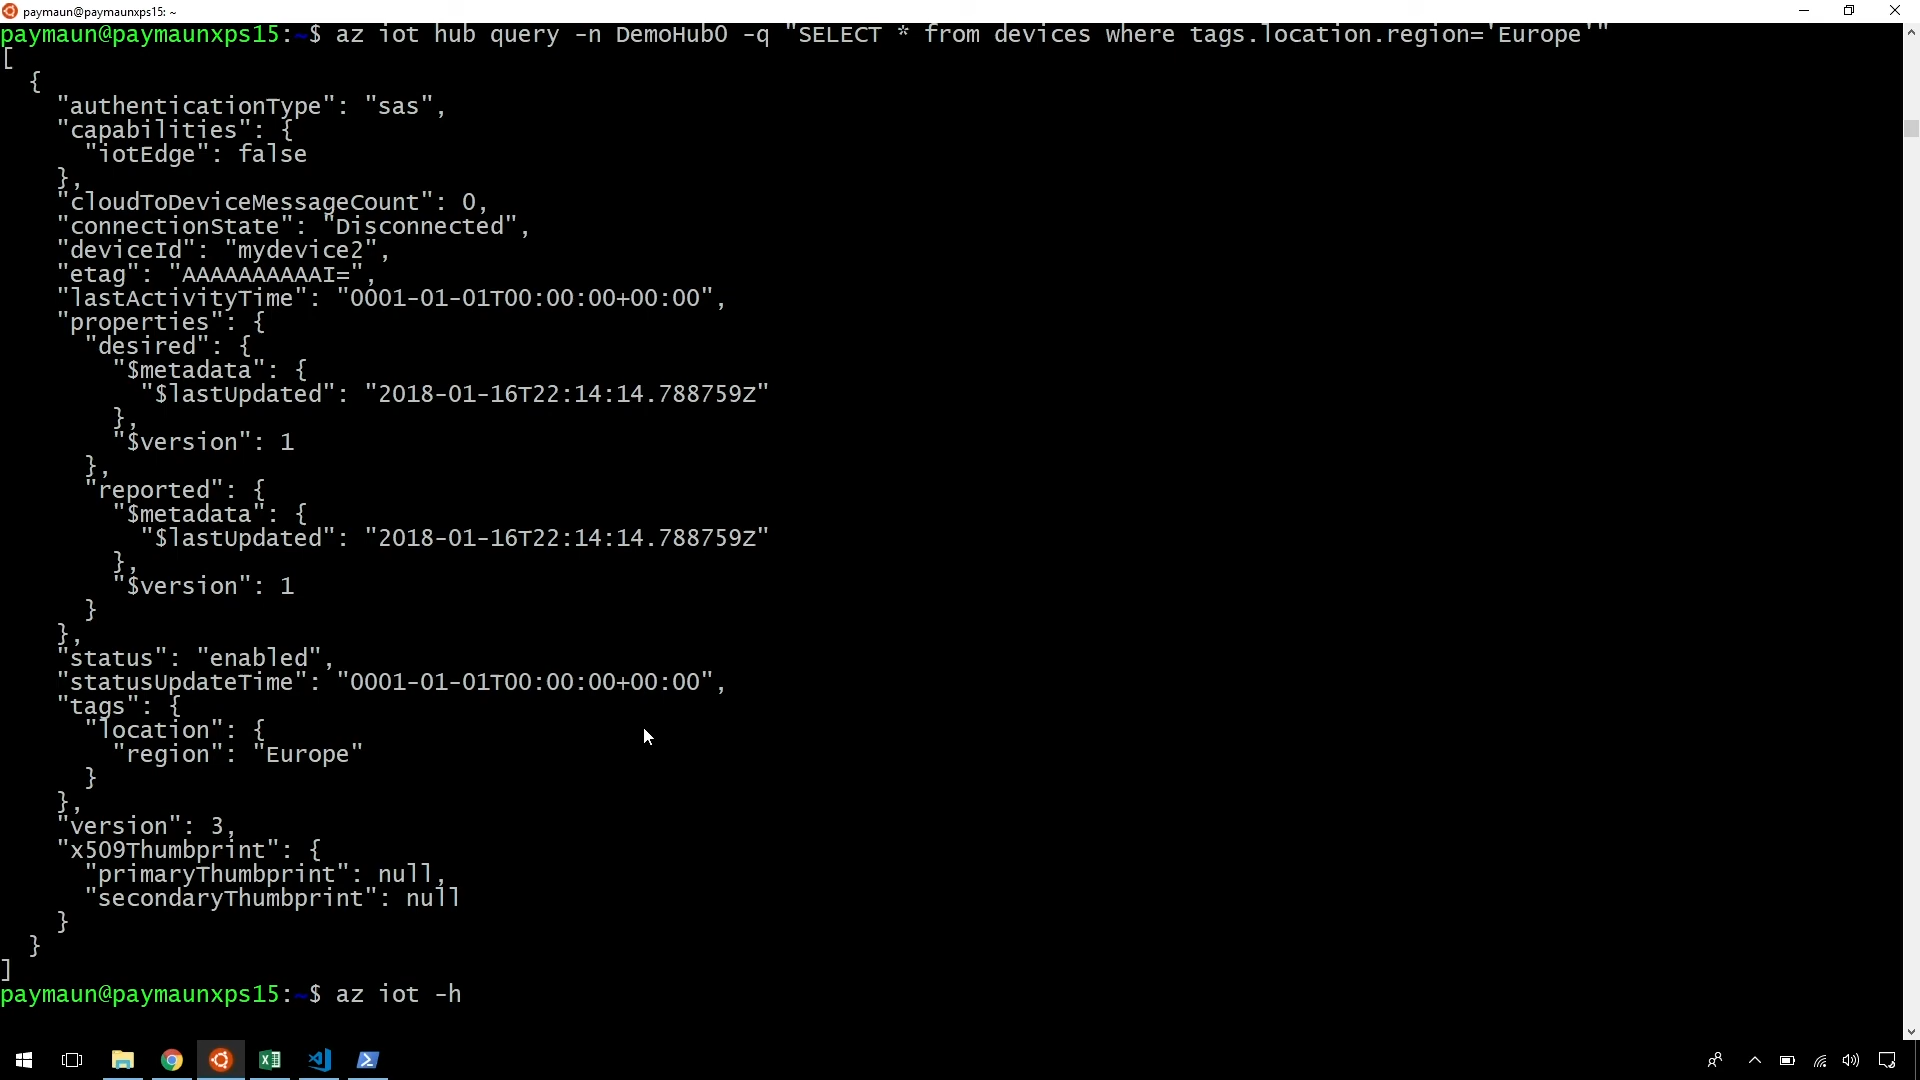 paymaun@paymaunxps15: ~
paymaun@paymaunxps15:~$ az iot hub query -n DemoHub0 -q "SELECT * from devices where tags.location.region='Europe'"
[
  {
    "authenticationType": "sas",
    "capabilities": {
      "iotEdge": false
    },
    "cloudToDeviceMessageCount": 0,
    "connectionState": "Disconnected",
    "deviceId": "mydevice2",
    "etag": "AAAAAAAAAAI=",
    "lastActivityTime": "0001-01-01T00:00:00+00:00",
    "properties": {
      "desired": {
        "$metadata": {
          "$lastUpdated": "2018-01-16T22:14:14.788759Z"
        },
        "$version": 1
      },
      "reported": {
        "$metadata": {
          "$lastUpdated": "2018-01-16T22:14:14.788759Z"
        },
        "$version": 1
      }
    },
    "status": "enabled",
    "statusUpdateTime": "0001-01-01T00:00:00+00:00",
    "tags": {
      "location": {
        "region": "Europe"
      }
    },
    "version": 3,
    "x509Thumbprint": {
      "primaryThumbprint": null,
      "secondaryThumbprint": null
    }
  }
]
paymaun@paymaunxps15:~$ az iot -h